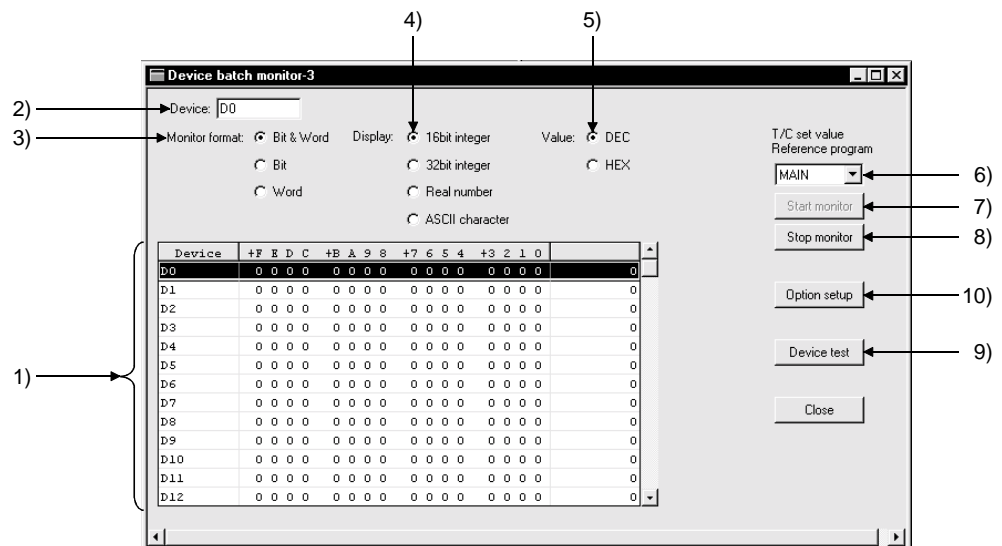 4) 5)
Device batch monitor-3
2) Device: D0
3) Monitor format: Bit & Word Display: 16bit integer Value: DEC
T/C set value
Reference program
Bit 32bit integer HEX
MAIN 6)
Word Real number
Start monitor 7)
ASCII character
Stop monitor 8)
Device +F E D C +B A 9 8 +7 6 5 4 +3 2 1 0
D0 0 0 0 0 0 0 0 0 0 0 0 0 0 0 0 0 0
D1 0 0 0 0 0 0 0 0 0 0 0 0 0 0 0 0 0
Option setup 10)
D2 0 0 0 0 0 0 0 0 0 0 0 0 0 0 0 0 0
D3 0 0 0 0 0 0 0 0 0 0 0 0 0 0 0 0 0
D4 0 0 0 0 0 0 0 0 0 0 0 0 0 0 0 0 0
Device test 9)
D5 0 0 0 0 0 0 0 0 0 0 0 0 0 0 0 0 0
1)
D6 0 0 0 0 0 0 0 0 0 0 0 0 0 0 0 0 0
D7 0 0 0 0 0 0 0 0 0 0 0 0 0 0 0 0 0
Close
D8 0 0 0 0 0 0 0 0 0 0 0 0 0 0 0 0 0
D9 0 0 0 0 0 0 0 0 0 0 0 0 0 0 0 0 0
D10 0 0 0 0 0 0 0 0 0 0 0 0 0 0 0 0 0
D11 0 0 0 0 0 0 0 0 0 0 0 0 0 0 0 0 0
D12 0 0 0 0 0 0 0 0 0 0 0 0 0 0 0 0 0